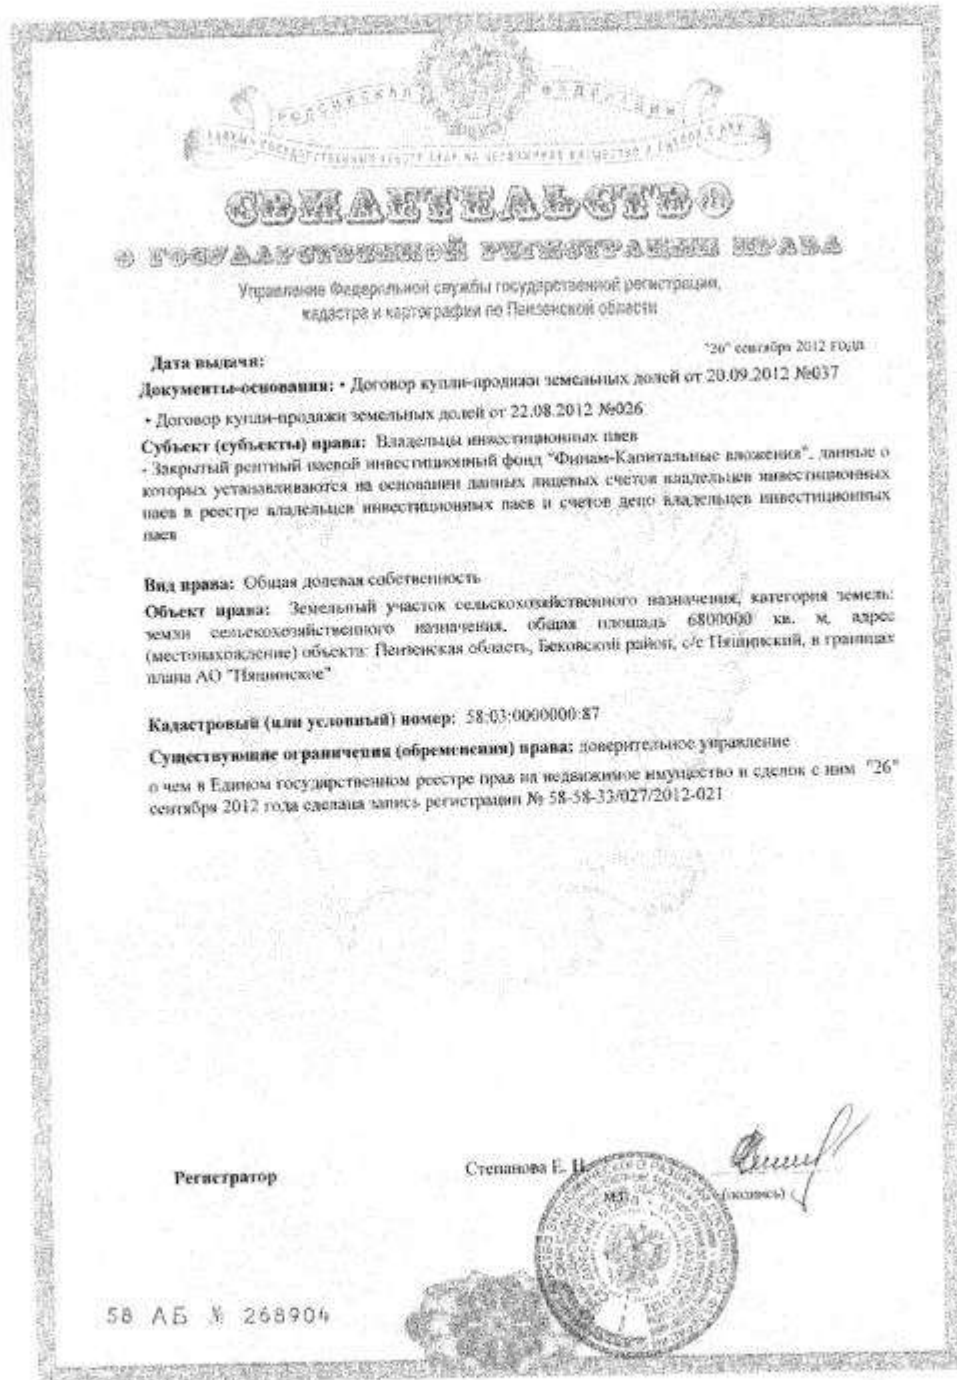 РОССИЙСКАЯ ФЕДЕРАЦИЯ
СВИДЕТЕЛЬСТВО
О ГОСУДАРСТВЕННОЙ РЕГИСТРАЦИИ ПРАВА
Управление Федеральной службы государственной регистрации,
кадастра и картографии по Пензенской области
Дата выдачи: "26" сентября 2012 года
Документы-основания: • Договор купли-продажи земельных долей от 20.09.2012 №037
• Договор купли-продажи земельных долей от 22.08.2012 №026
Субъект (субъекты) права: Владельцы инвестиционных паев
- Закрытый рентный паевой инвестиционный фонд "Финам-Капитальные вложения", данные о
которых устанавливаются на основании данных лицевых счетов владельцев инвестиционных
паев в реестре владельцев инвестиционных паев и счетов депо владельцев инвестиционных
паев
Вид права: Общая долевая собственность
Объект права: Земельный участок сельскохозяйственного назначения, категория земель:
земли сельскохозяйственного назначения, общая площадь 6800000 кв. м, адрес
(местонахождение) объекта: Пензенская область, Бековский район, с/с Пяшинский, в границах
плана АО "Пяшинское"
Кадастровый (или условный) номер: 58:03:0000000:87
Существующие ограничения (обременения) права: доверительное управление
о чем в Едином государственном реестре прав на недвижимое имущество и сделок с ним "26"
сентября 2012 года сделана запись регистрации № 58-58-33/027/2012-021
Регистратор Степанова Е.
М.П. (подпись)
58 АБ № 268904